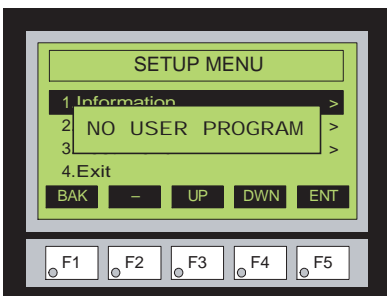 SETUP MENU
1.Information >
NO USER PROGRAM
2. >
3. >
4.Exit
BAK – UP DWN ENT
F1 F2 F3 F4 F5